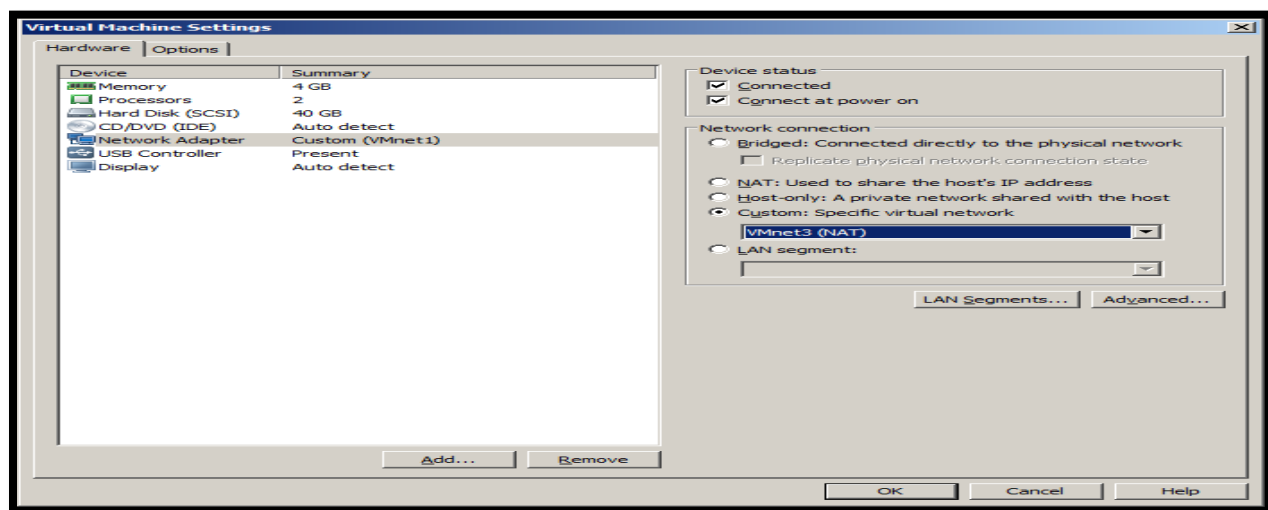 Virtual Machine Settings
Hardware Options
Device Summary
Memory 4 GB
Processors 2
Hard Disk (SCSI) 40 GB
CD/DVD (IDE) Auto detect
Network Adapter Custom (VMnet1)
USB Controller Present
Display Auto detect
Add... Remove
Device status
Connected
Connect at power on
Network connection
Bridged: Connected directly to the physical network
Replicate physical network connection state
NAT: Used to share the host's IP address
Host-only: A private network shared with the host
Custom: Specific virtual network
VMnet3 (NAT)
LAN segment:
LAN Segments... Advanced...
OK Cancel Help